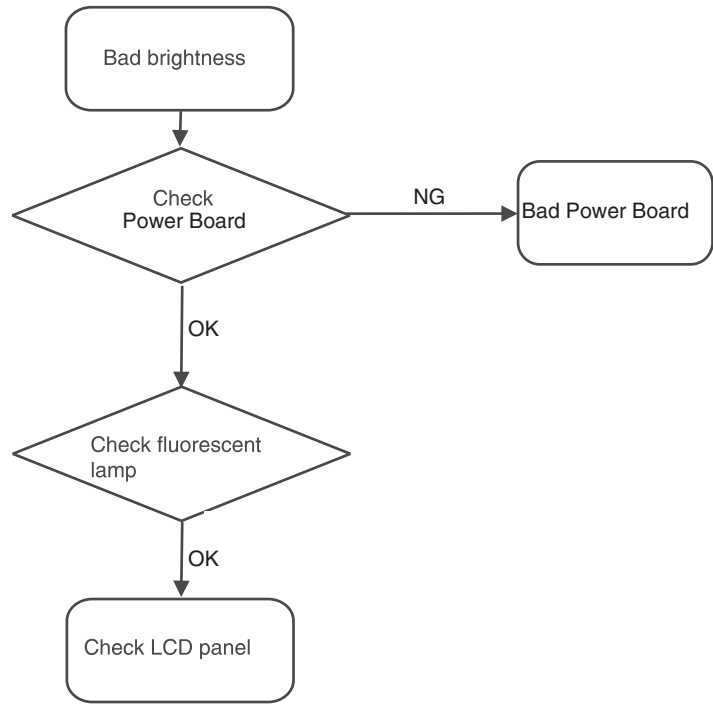 Bad brightness
Check
Power Board
NG
Bad Power Board
OK
Check fluorescent
lamp
OK
Check LCD panel